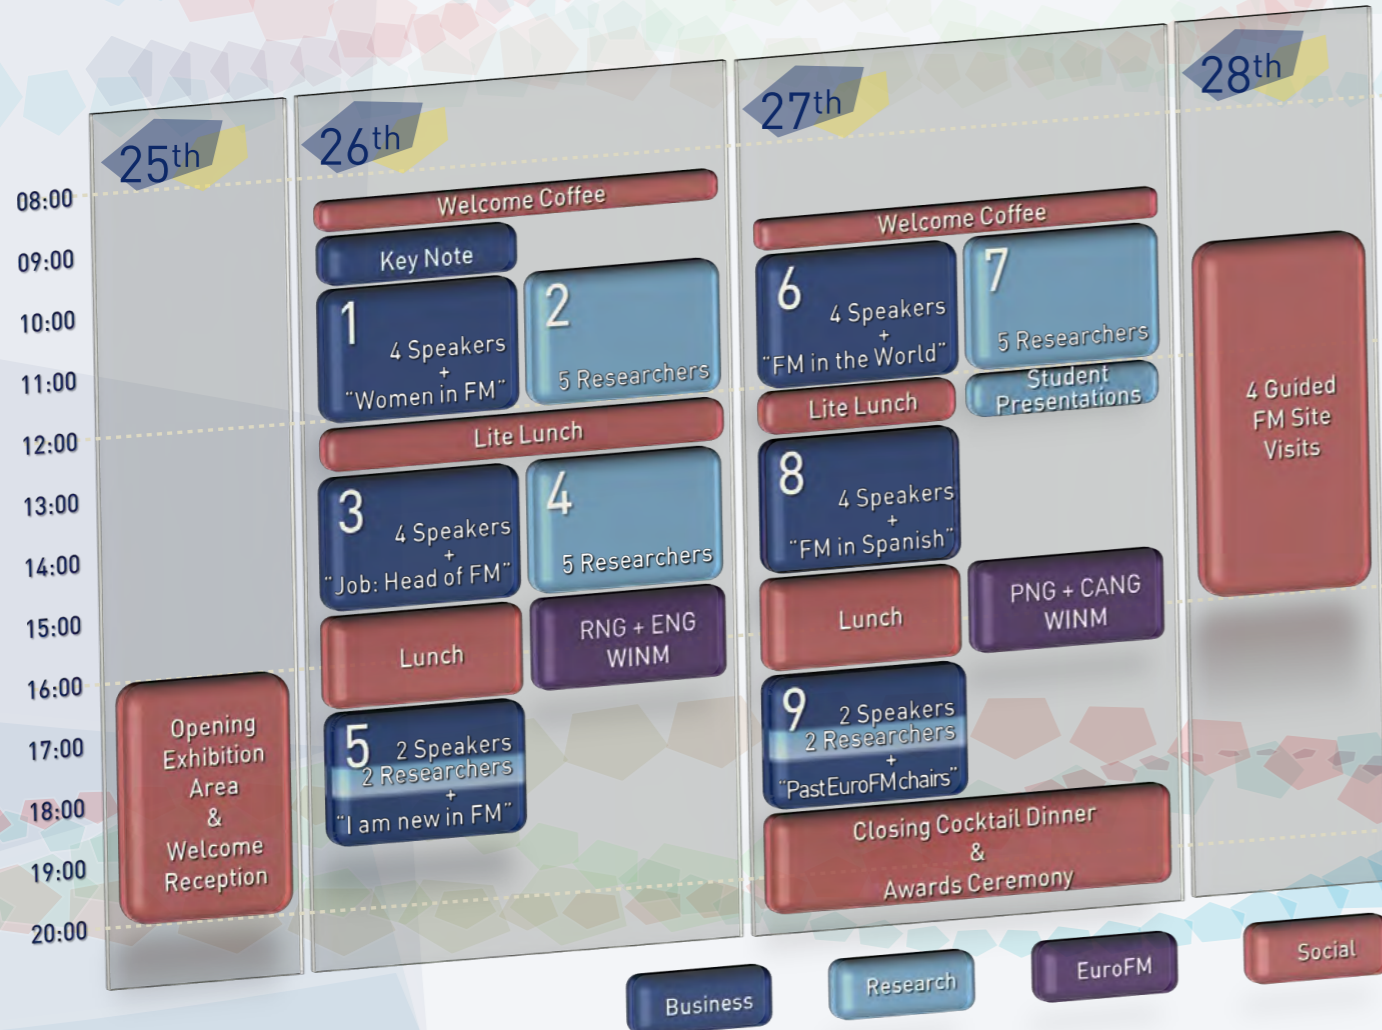 25th
26th
27th
28th
08:00
09:00
10:00
11:00
12:00
13:00
14:00
15:00
16:00
17:00
18:00
19:00
20:00
Opening
Exhibition
Area
&
Welcome
Reception
Welcome Coffee
Key Note
1
4 Speakers
+
"Women in FM"
2
5 Researchers
Lite Lunch
3
4 Speakers
+
"Job: Head of FM"
4
5 Researchers
Lunch
RNG + ENG
WINM
5
2 Speakers
2 Researchers
+
"I am new in FM"
Welcome Coffee
6
4 Speakers
+
"FM in the World"
7
5 Researchers
Student
Presentations
Lite Lunch
8
4 Speakers
+
"FM in Spanish"
Lunch
PNG + CANG
WINM
9
2 Speakers
2 Researchers
+
"Past EuroFM chairs"
Closing Cocktail Dinner
&
Awards Ceremony
4 Guided
FM Site
Visits
Business
Research
EuroFM
Social